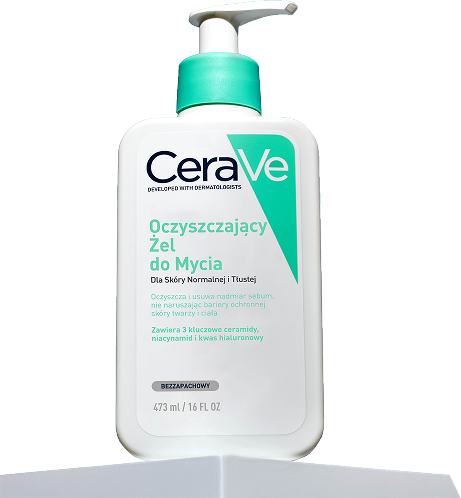 CeraVe
DEVELOPED WITH DERMATOLOGISTS
Oczyszczający
Żel
do Mycia
Dla Skóry Normalnej i Tłustej
Oczyszcza i usuwa nadmiar sebum,
nie naruszając bariery ochronnej
skóry twarzy i ciała
Zawiera 3 kluczowe ceramidy,
niacynamid i kwas hialuronowy
BEZZAPACHOWY
473 ml / 16 FL OZ